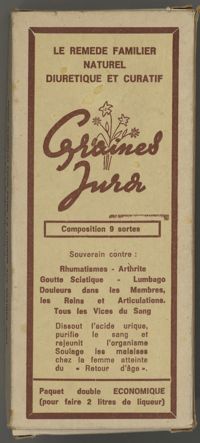 LE REMEDE FAMILIER
NATUREL
DIURETIQUE ET CURATIF
Graines
Jura
Composition 9 sortes
Souverain contre :
Rhumatismes - Arthrite
Goutte Sciatique - Lumbago
Douleurs dans les Membres,
les Reins et Articulations.
Tous les Vices du Sang
Dissout l'acide urique,
purifie le sang et
rejeunit l'organisme
Soulage les malaises
chez la femme atteinte
du « Retour d'âge ».
Paquet double ECONOMIQUE
(pour faire 2 litres de liqueur)